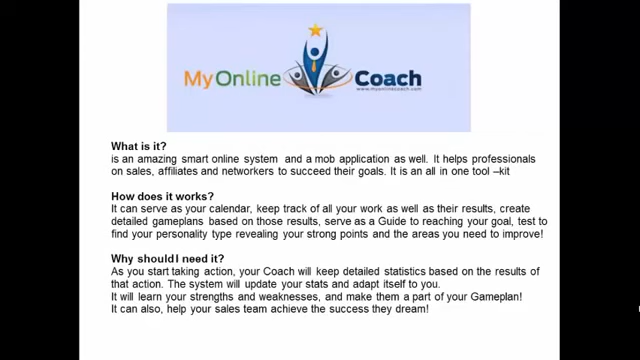 MyOnline Coach
www.myonlinecoach.com
What is it?
is an amazing smart online system and a mob application as well. It helps professionals
on sales, affiliates and networkers to succeed their goals. It is an all in one tool –kit
How does it works?
It can serve as your calendar, keep track of all your work as well as their results, create
detailed gameplans based on those results, serve as a Guide to reaching your goal, test to
find your personality type revealing your strong points and the areas you need to improve!
Why should I need it?
As you start taking action, your Coach will keep detailed statistics based on the results of
that action. The system will update your stats and adapt itself to you.
It will learn your strengths and weaknesses, and make them a part of your Gameplan!
It can also, help your sales team achieve the success they dream!